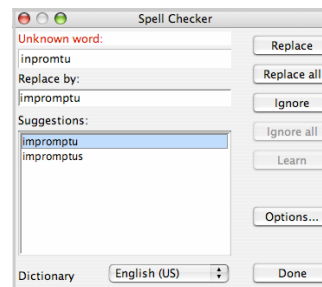 Spell Checker
Unknown word:
inpromtu
Replace by:
impromptu
Suggestions:
impromptu
impromptus
Dictionary English (US)
Replace
Replace all
Ignore
Ignore all
Learn
Options...
Done